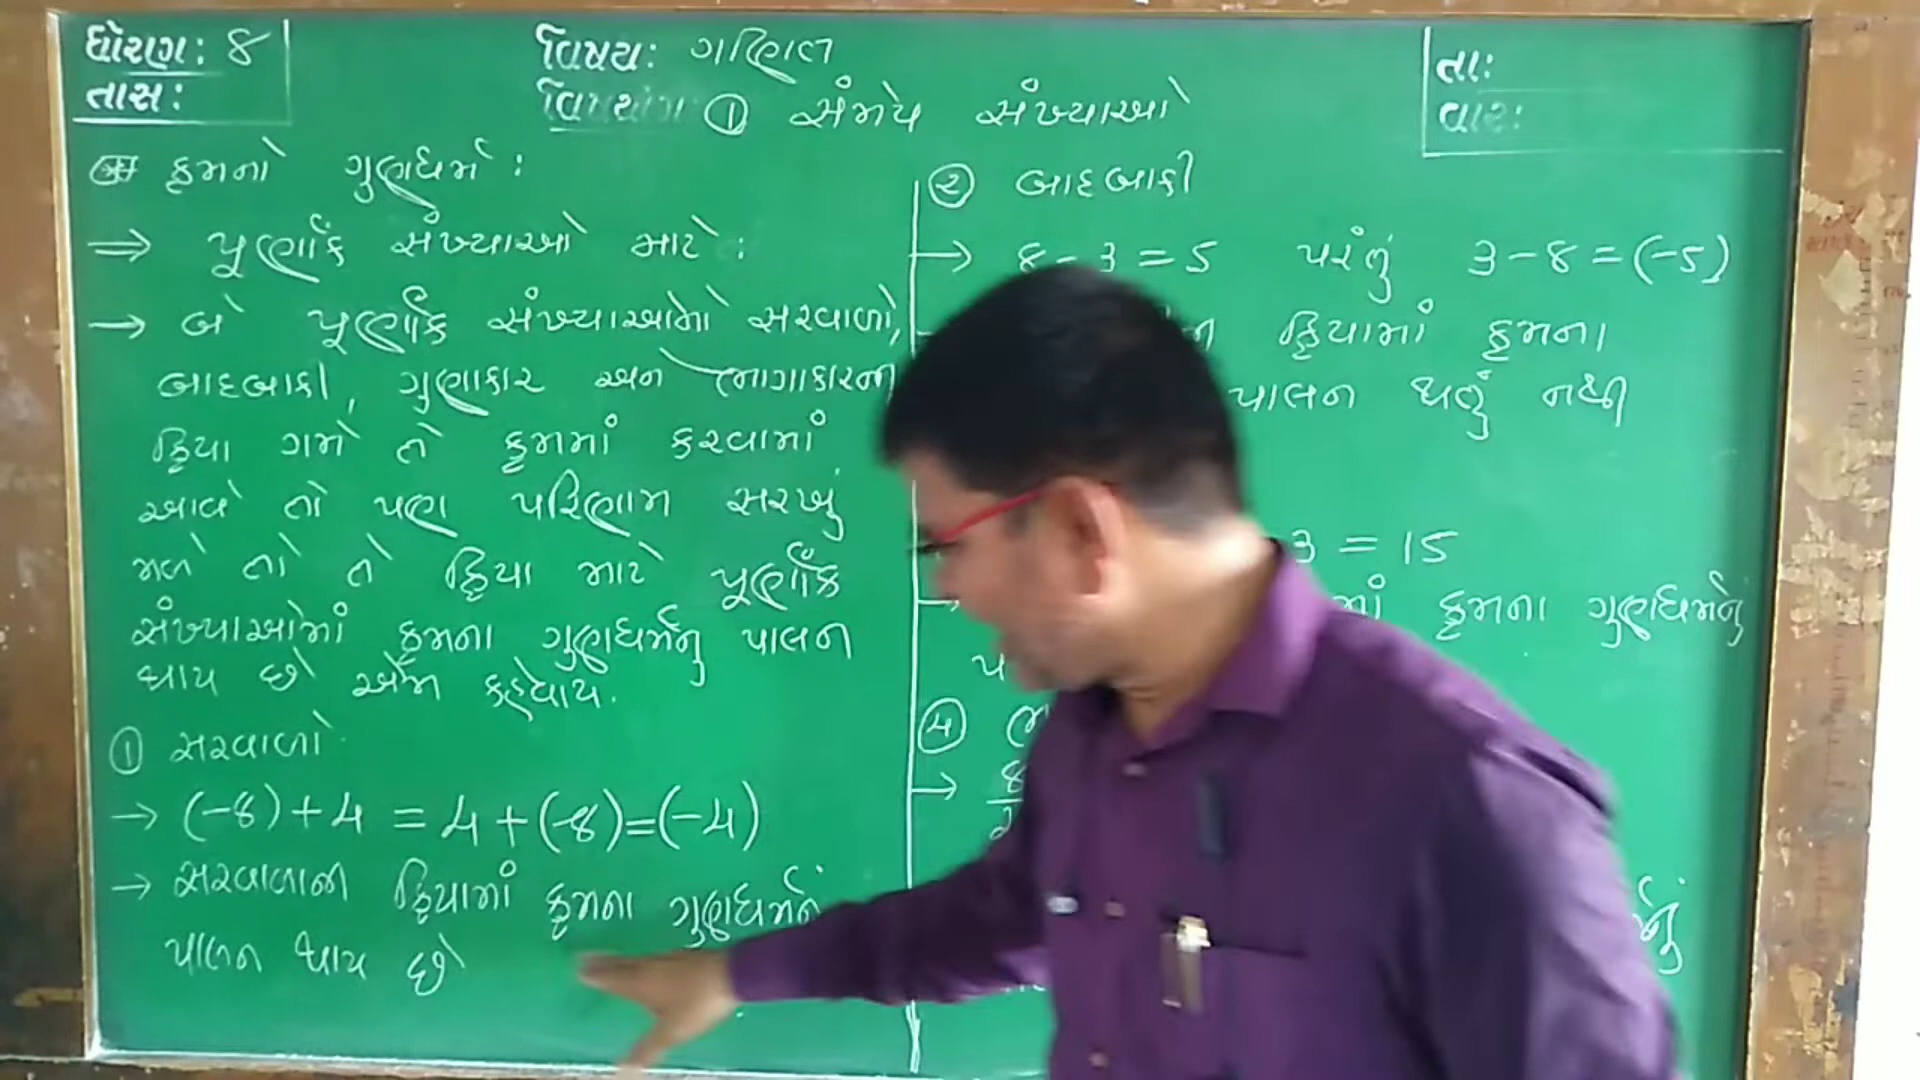 ધોરણ: ૪
તાસ:
વિષય: ગણિત
વિષયાંગ: ① સંમેય સંખ્યાઓ
તા:
વાર:
ક્રમનો ગુણધર્મ:
⇒ પૂર્ણાંક સંખ્યાઓ માટે:
→ બે પૂર્ણાંક સંખ્યાઓનો સરવાળો,
બાદબાકી, ગુણાકાર અને ભાગાકારની
ક્રિયા ગમે તે ક્રમમાં કરવામાં
આવે તો પણ પરિણામ સરખું
મળે તો તે ક્રિયા માટે પૂર્ણાંક
સંખ્યાઓમાં ક્રમના ગુણધર્મનું પાલન
થાય છે એમ કહેવાય.
① સરવાળો
→ (-8) + 4 = 4 + (-8) = (-4)
→ સરવાળાની ક્રિયામાં ક્રમના ગુણધર્મનું
પાલન થાય છે
② બાદબાકી
→ 8 - 3 = 5 પરંતુ 3 - 8 = (-5)
ક્રિયામાં ક્રમના
પાલન થતું નથી
3 = 15
ક્રમના ગુણધર્મનું
④
→ 8